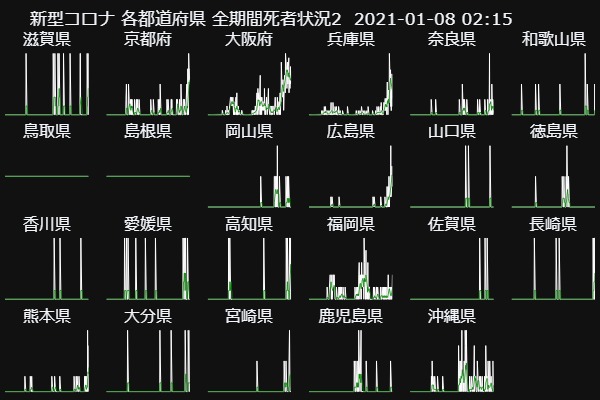 新型コロナ 各都道府県 全期間死者状況2 2021-01-08 02:15
滋賀県 京都府 大阪府 兵庫県 奈良県 和歌山県
鳥取県 島根県 岡山県 広島県 山口県 徳島県
香川県 愛媛県 高知県 福岡県 佐賀県 長崎県
熊本県 大分県 宮崎県 鹿児島県 沖縄県